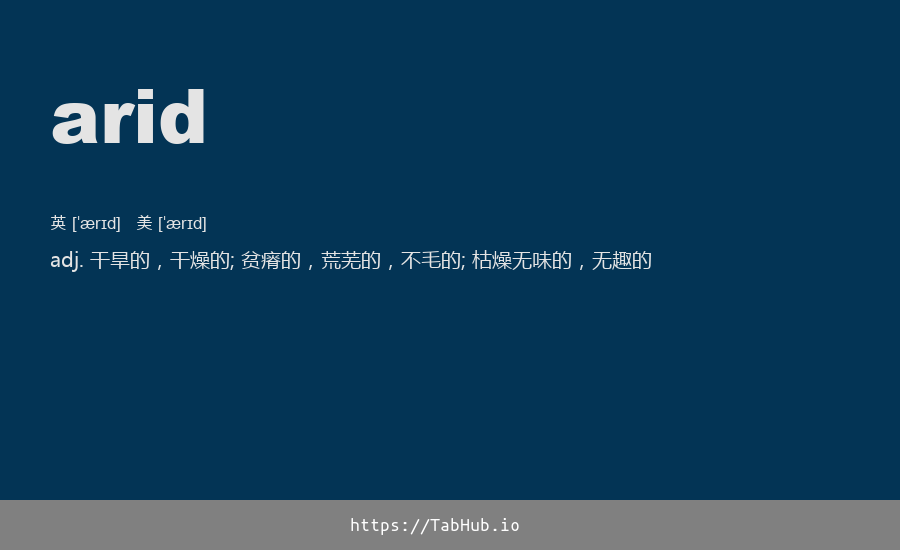 arid
英 [ˈærɪd] 美 [ˈærɪd]
adj. 干旱的，干燥的; 贫瘠的，荒芜的，不毛的; 枯燥无味的，无趣的
https://TabHub.io